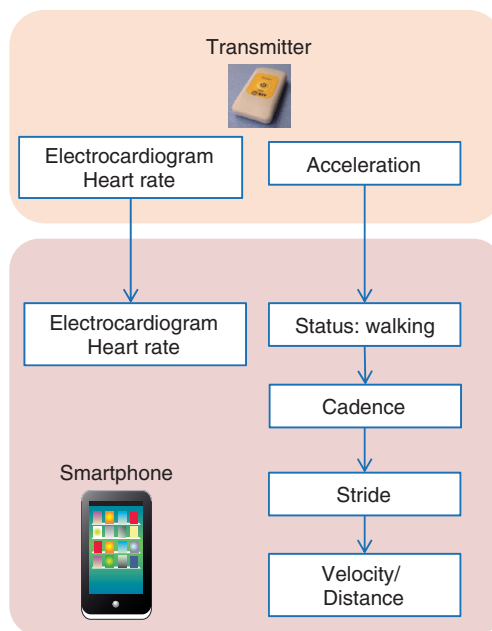 Transmitter
Electrocardiogram
Heart rate
Acceleration
Electrocardiogram
Heart rate
Status: walking
Cadence
Smartphone
Stride
Velocity/
Distance